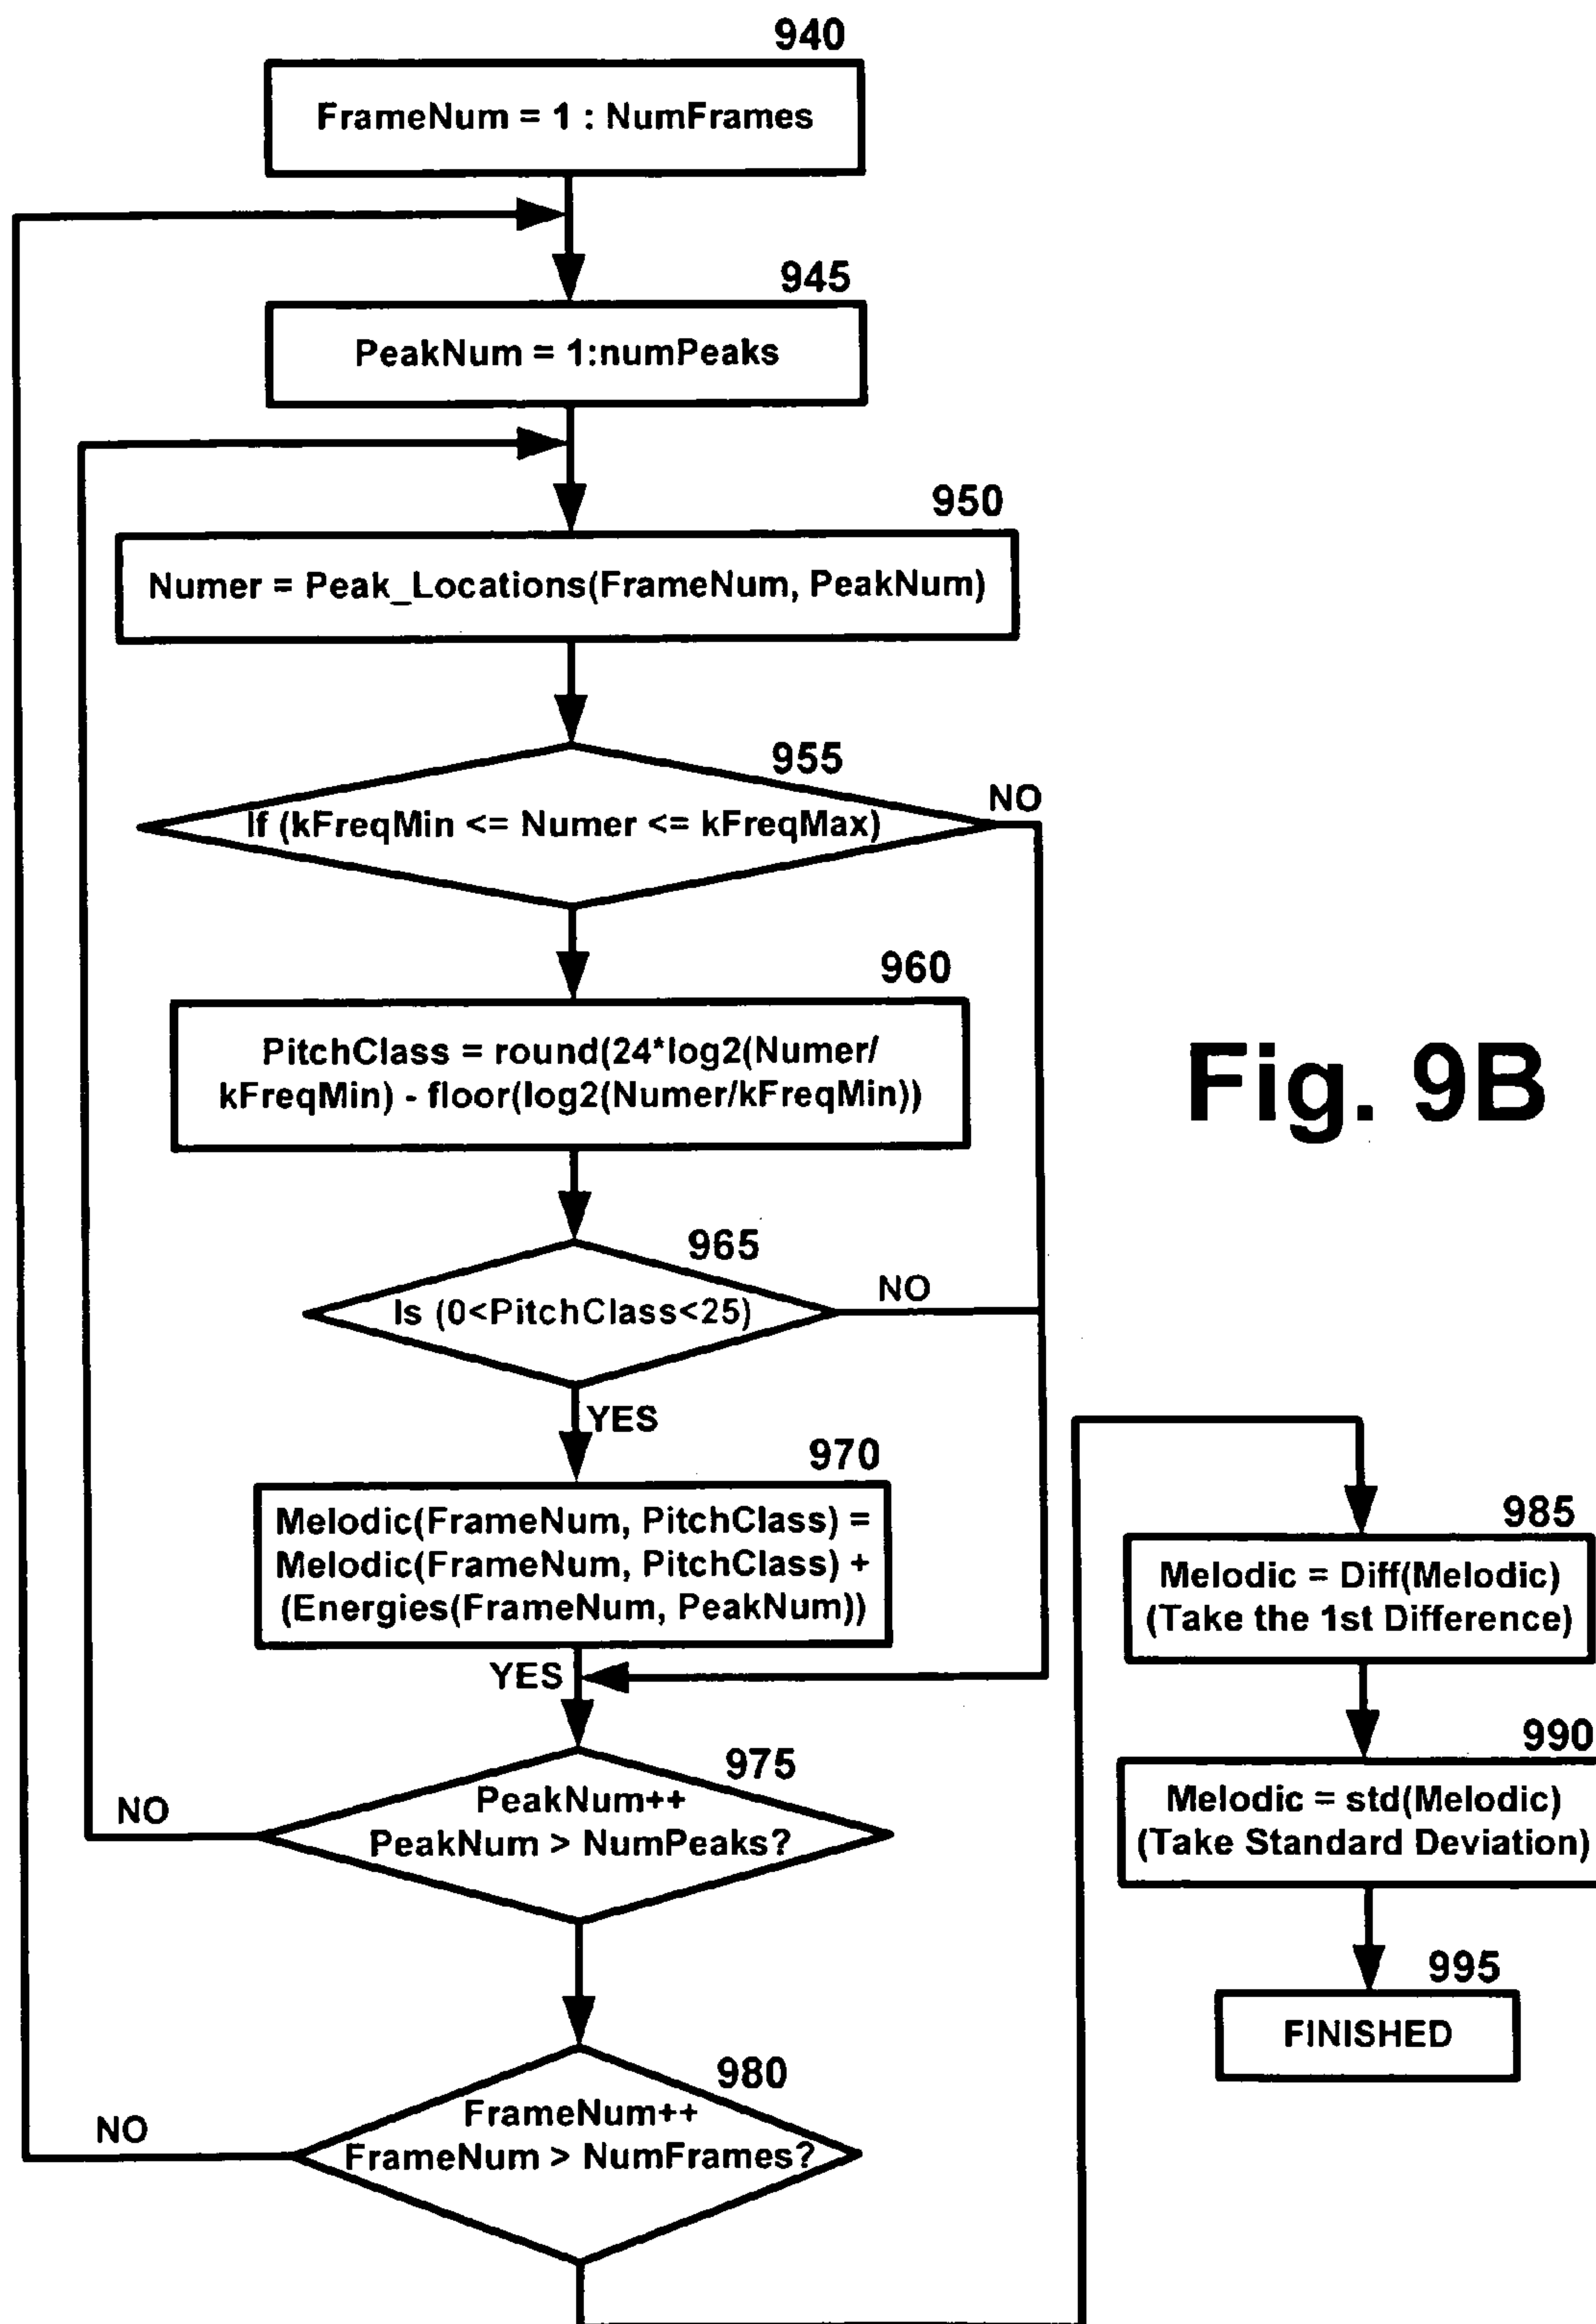 940
FrameNum = 1 : NumFrames
945
PeakNum = 1:numPeaks
950
Numer = Peak_Locations(FrameNum, PeakNum)
955
If (kFreqMin <= Numer <= kFreqMax)
NO
960
PitchClass = round(24*log2(Numer/
kFreqMin) - floor(log2(Numer/kFreqMin))
Fig. 9B
965
Is (0<PitchClass<25)
NO
YES
970
Melodic(FrameNum, PitchClass) =
Melodic(FrameNum, PitchClass) +
(Energies(FrameNum, PeakNum))
YES
975
PeakNum++
PeakNum > NumPeaks?
NO
980
FrameNum++
FrameNum > NumFrames?
NO
985
Melodic = Diff(Melodic)
(Take the 1st Difference)
990
Melodic = std(Melodic)
(Take Standard Deviation)
995
FINISHED